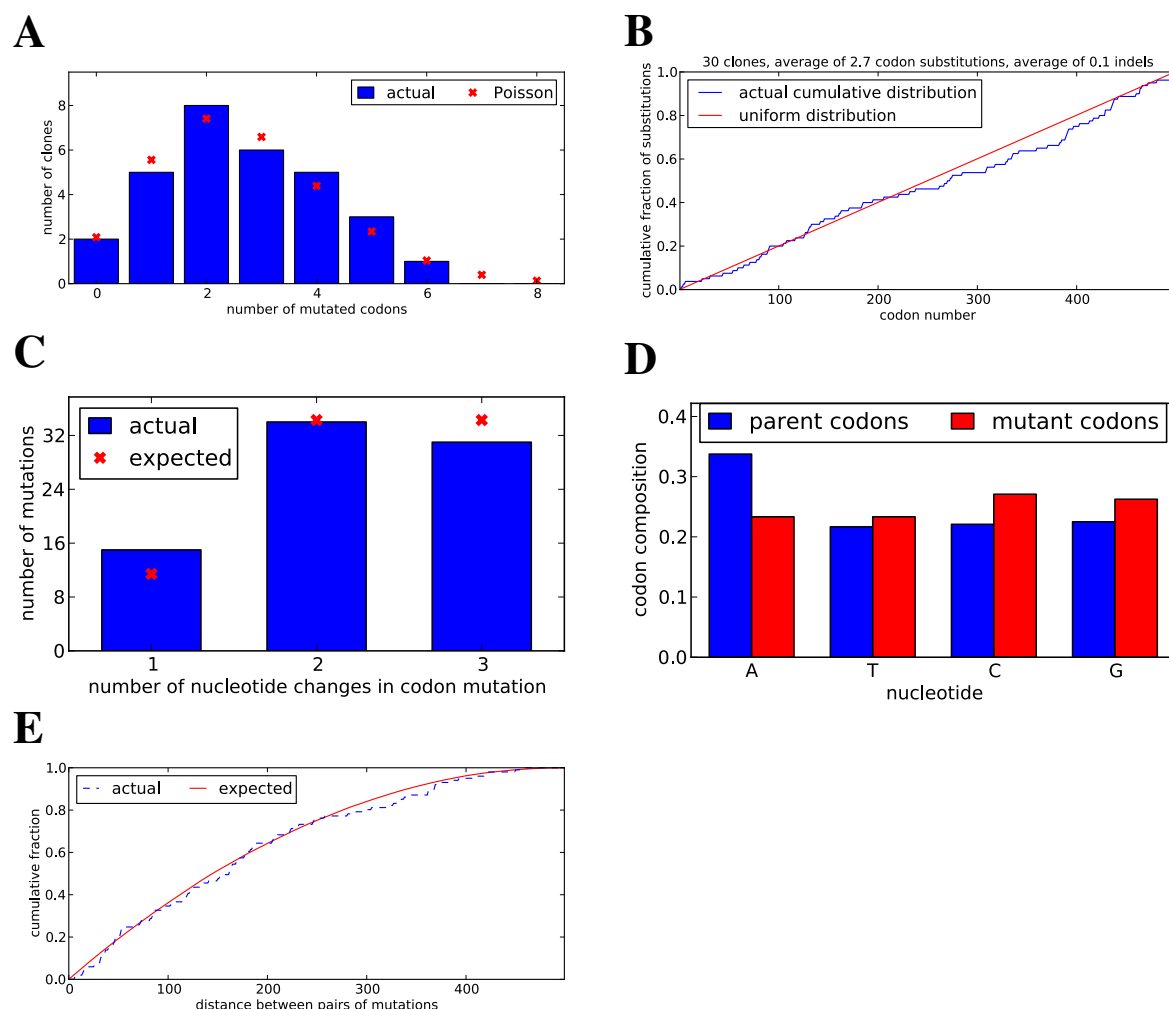 A
number of clones
8
6
4
2
0
actual
Poisson
0 2 4 6 8
number of mutated codons
B
30 clones, average of 2.7 codon substitutions, average of 0.1 indels
cumulative fraction of substitutions
1.0
0.8
0.6
0.4
0.2
0.0
actual cumulative distribution
uniform distribution
100 200 300 400
codon number
C
number of mutations
32
24
16
8
0
actual
expected
1 2 3
number of nucleotide changes in codon mutation
D
codon composition
0.4
0.3
0.2
0.1
0.0
parent codons
mutant codons
A T C G
nucleotide
E
cumulative fraction
1.0
0.8
0.6
0.4
0.2
0.0
actual
expected
0 100 200 300 400
distance between pairs of mutations